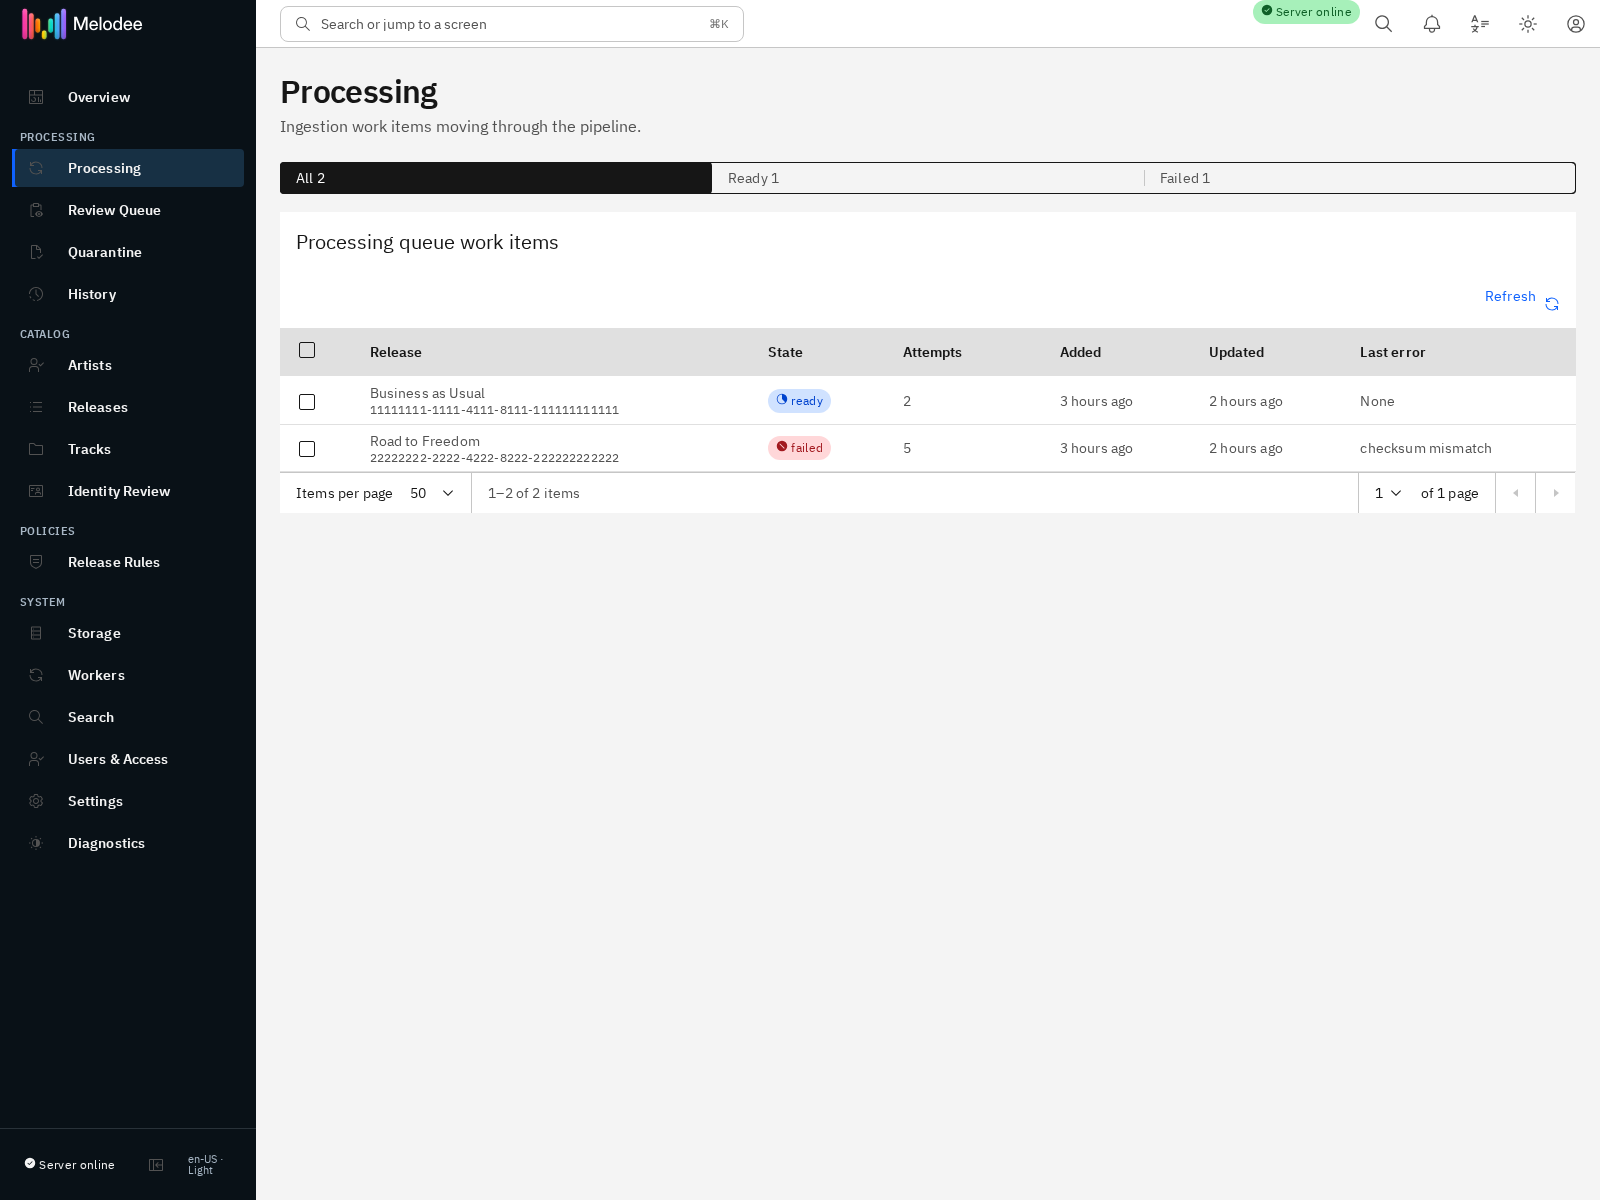 Melodee
Search or jump to a screen ⌘K
Server online
Overview
PROCESSING
Processing
Review Queue
Quarantine
History
CATALOG
Artists
Releases
Tracks
Identity Review
POLICIES
Release Rules
SYSTEM
Storage
Workers
Search
Users & Access
Settings
Diagnostics
Server online
en-US ·
Light
Processing
Ingestion work items moving through the pipeline.
All 2 Ready 1 Failed 1
Processing queue work items
Refresh
Release State Attempts Added Updated Last error
Business as Usual
11111111-1111-4111-8111-111111111111
ready 2 3 hours ago 2 hours ago None
Road to Freedom
22222222-2222-4222-8222-222222222222
failed 5 3 hours ago 2 hours ago checksum mismatch
Items per page 50 1–2 of 2 items 1 of 1 page